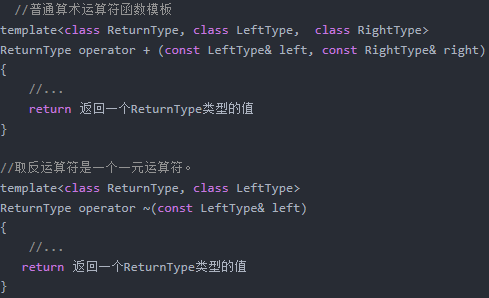 //普通算术运算符函数模板
template<class ReturnType, class LeftType,  class RightType>
ReturnType operator + (const LeftType& left, const RightType& right)
{
    //...
    return 返回一个ReturnType类型的值
}
//取反运算符是一个一元运算符。
template<class ReturnType, class LeftType>
ReturnType operator ~(const LeftType& left)
{
    //...
   return 返回一个ReturnType类型的值
}